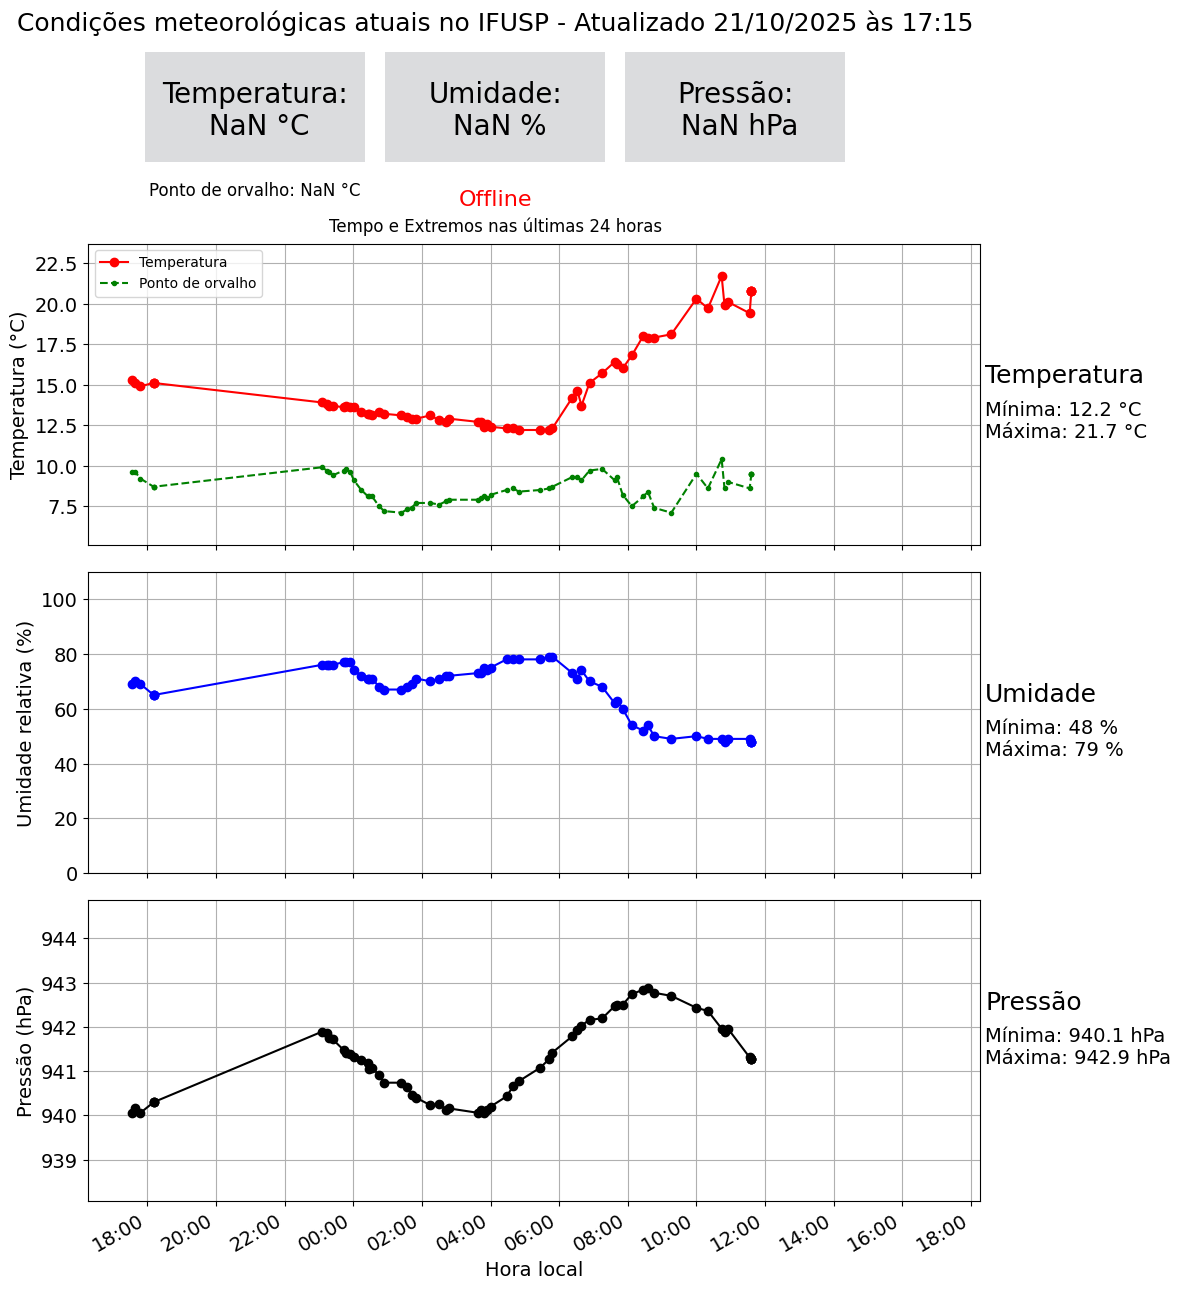 Condições meteorológicas atuais no IFUSP - Atualizado 21/10/2025 às 17:15
Temperatura:
NaN °C
Umidade:
NaN %
Pressão:
NaN hPa
Ponto de orvalho: NaN °C
Offline
Tempo e Extremos nas últimas 24 horas
Temperatura
Ponto de orvalho
Temperatura (°C)
22.5
20.0
17.5
15.0
12.5
10.0
7.5
Temperatura
Mínima: 12.2 °C
Máxima: 21.7 °C
Umidade relativa (%)
100
80
60
40
20
0
Umidade
Mínima: 48 %
Máxima: 79 %
Pressão (hPa)
944
943
942
941
940
939
Pressão
Mínima: 940.1 hPa
Máxima: 942.9 hPa
18:00 20:00 22:00 00:00 02:00 04:00 06:00 08:00 10:00 12:00 14:00 16:00 18:00
Hora local